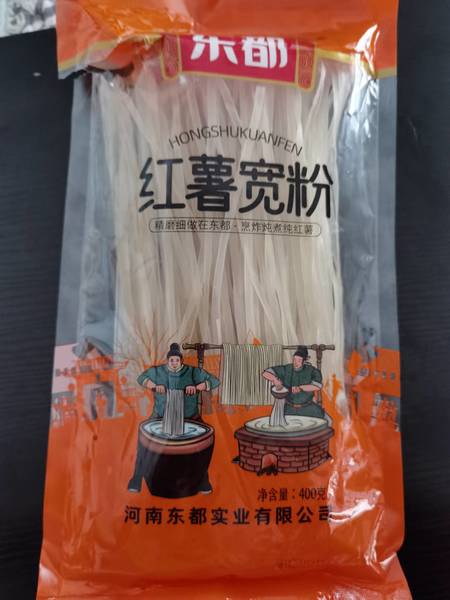 东都
HONGSHUKUANFEN
红薯宽粉
精磨细做在东都·烹炸炖煮纯红薯
净含量：400克
河南东都实业有限公司